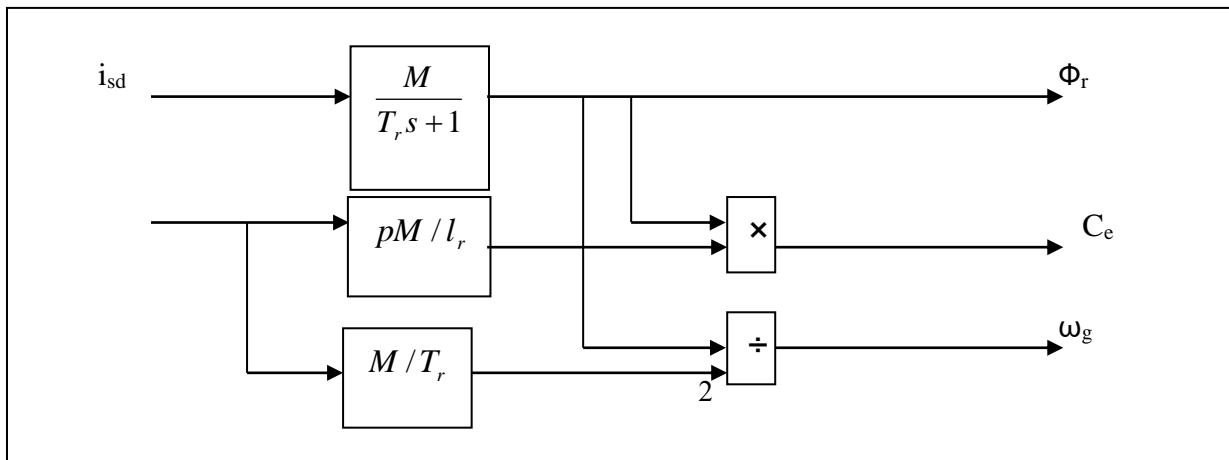 i_sd
M
T_r s + 1
Φ_r
pM / l_r
×
C_e
M / T_r
÷
ω_g
2